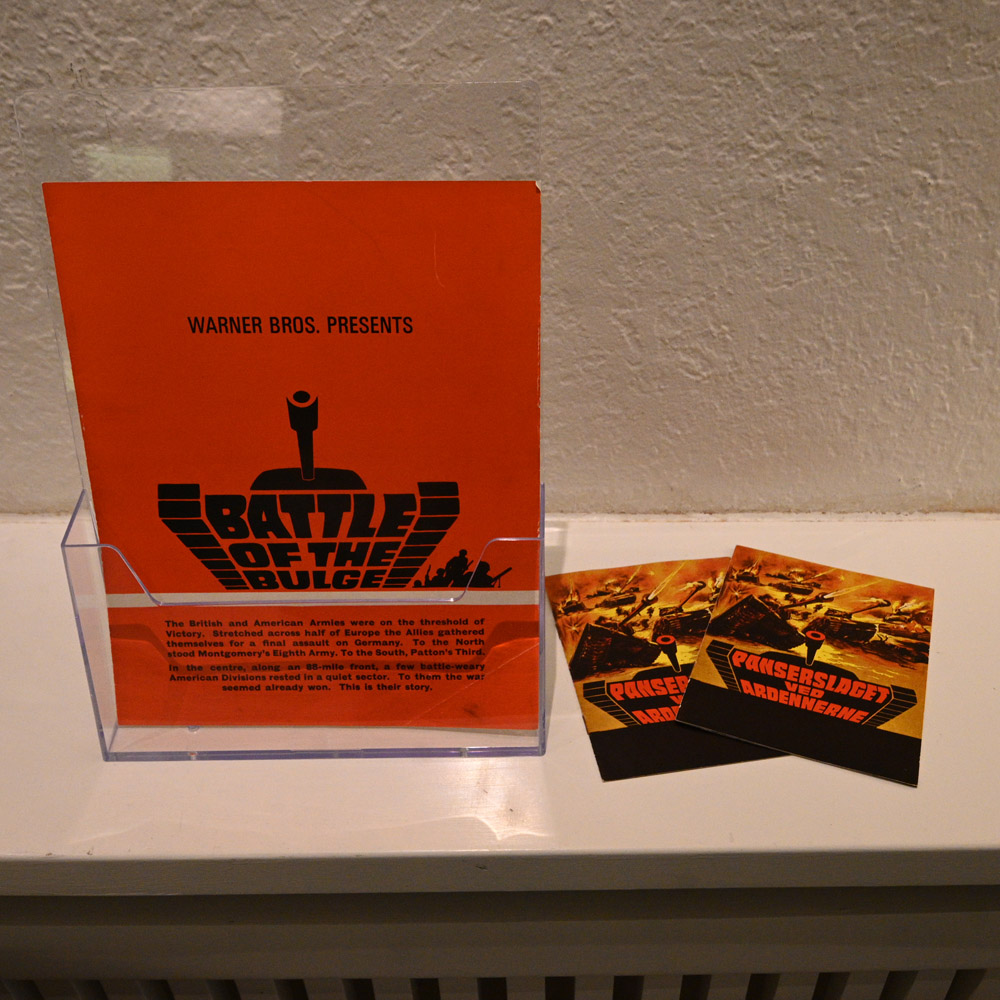 WARNER BROS. PRESENTS
BATTLE
OF THE
BULGE
The British and American Armies were on the threshold of
Victory. Stretched across half of Europe the Allies gathered
themselves for a final assault on Germany. To the North
stood Montgomery's Eighth Army. To the South, Patton's Third.
In the centre, along an 88-mile front, a few battle-weary
American Divisions rested in a quiet sector. To them the war
seemed already won. This is their story.
PANSER
V
ARD
PANSERSLAGET
VED
ARDENNERNE